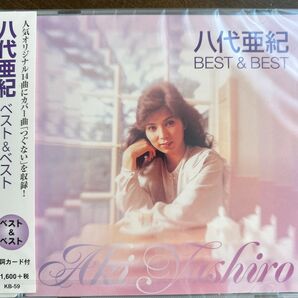 八代亜紀
ベスト&ベスト
人気オリジナル14曲にカバー曲「つぐない」を収録!
ベスト
&
ベスト
詞カード付
1,600+税
KB-59
八代亜紀
BEST & BEST
Aki Yashiro